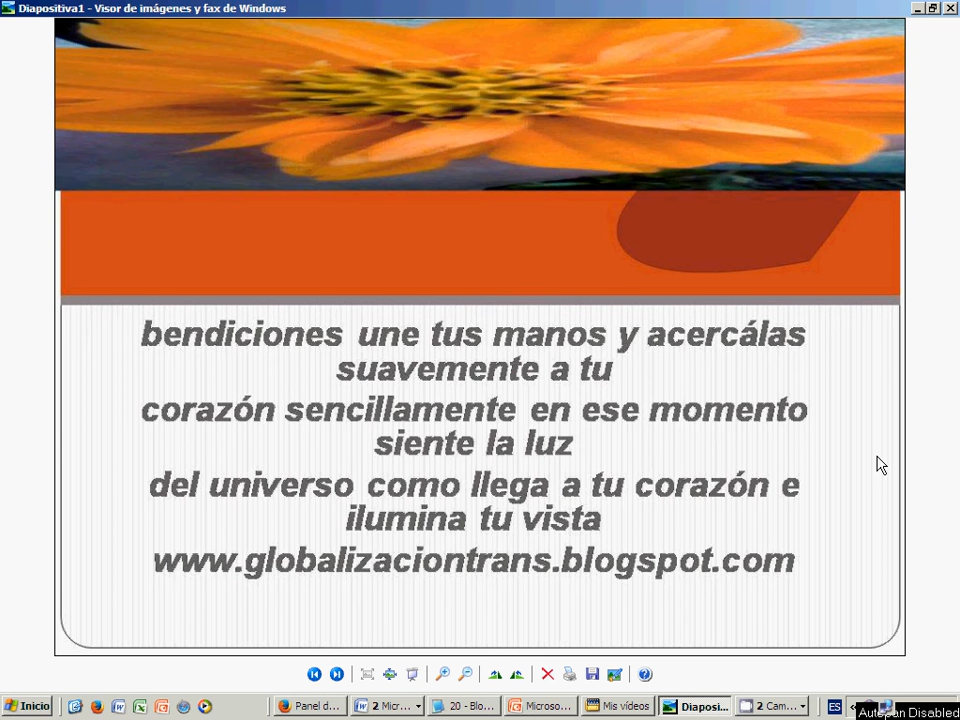 Diapositiva1 - Visor de imágenes y fax de Windows
bendiciones une tus manos y acercálas
suavemente a tu
corazón sencillamente en ese momento
siente la luz
del universo como llega a tu corazón e
ilumina tu vista
www.globalizaciontrans.blogspot.com
Inicio
Panel d...
2 Micr...
20 - Blo...
Microso...
Mis vídeos
Diaposi...
2 Cam...
ES
Autopan Disabled